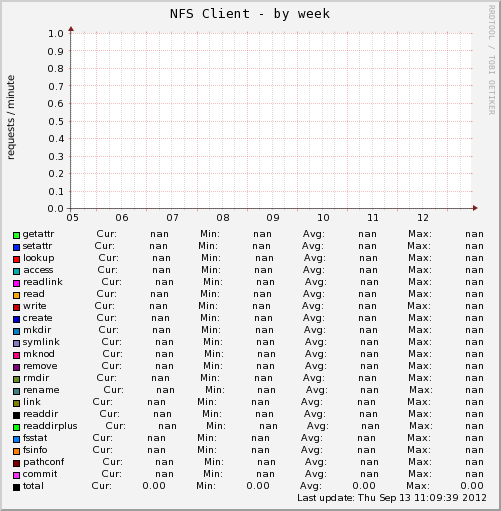 NFS Client - by week
RRDTOOL / TOBI OETIKER
requests / minute
1.0
0.9
0.8
0.7
0.6
0.5
0.4
0.3
0.2
0.1
0.0
05 06 07 08 09 10 11 12
getattr Cur: nan Min: nan Avg: nan Max: nan
setattr Cur: nan Min: nan Avg: nan Max: nan
lookup Cur: nan Min: nan Avg: nan Max: nan
access Cur: nan Min: nan Avg: nan Max: nan
readlink Cur: nan Min: nan Avg: nan Max: nan
read Cur: nan Min: nan Avg: nan Max: nan
write Cur: nan Min: nan Avg: nan Max: nan
create Cur: nan Min: nan Avg: nan Max: nan
mkdir Cur: nan Min: nan Avg: nan Max: nan
symlink Cur: nan Min: nan Avg: nan Max: nan
mknod Cur: nan Min: nan Avg: nan Max: nan
remove Cur: nan Min: nan Avg: nan Max: nan
rmdir Cur: nan Min: nan Avg: nan Max: nan
rename Cur: nan Min: nan Avg: nan Max: nan
link Cur: nan Min: nan Avg: nan Max: nan
readdir Cur: nan Min: nan Avg: nan Max: nan
readdirplus Cur: nan Min: nan Avg: nan Max: nan
fsstat Cur: nan Min: nan Avg: nan Max: nan
fsinfo Cur: nan Min: nan Avg: nan Max: nan
pathconf Cur: nan Min: nan Avg: nan Max: nan
commit Cur: nan Min: nan Avg: nan Max: nan
total Cur: 0.00 Min: 0.00 Avg: 0.00 Max: 0.00
Last update: Thu Sep 13 11:09:39 2012